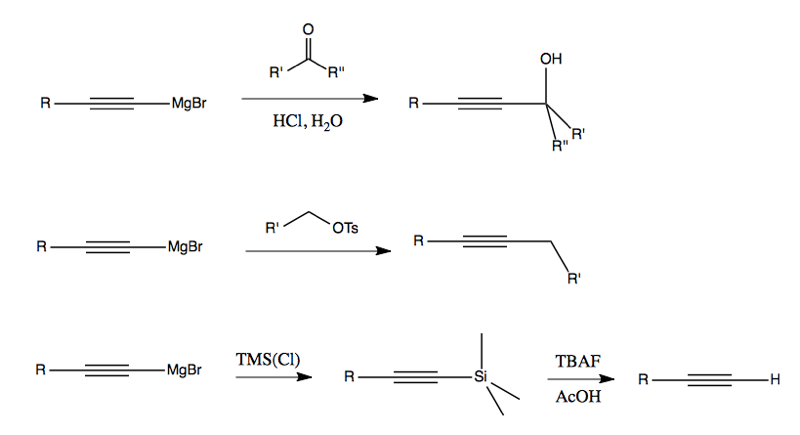 O
R' R"
R MgBr
HCl, H₂O
OH
R
R'
R"
R' OTs
R MgBr
R
R'
R MgBr
TMS(Cl)
R Si
TBAF
AcOH
R H